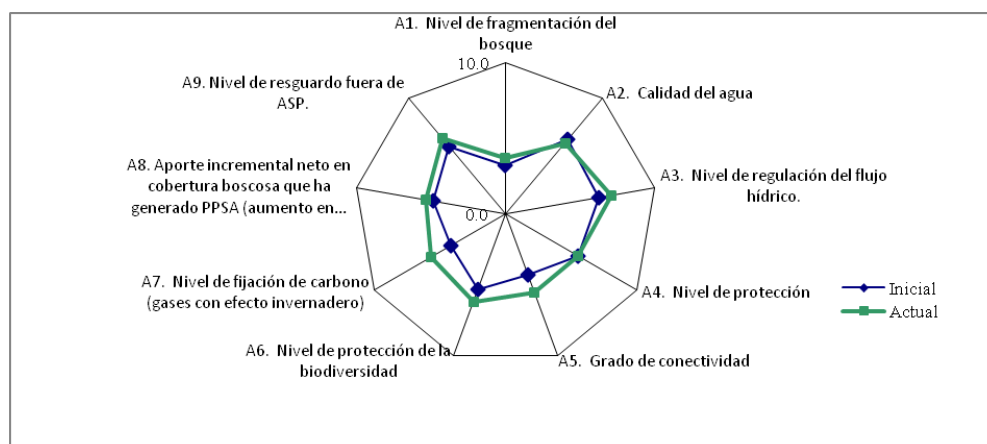 A1. Nivel de fragmentación del
bosque
10.0
A9. Nivel de resguardo fuera de
ASP.
A2. Calidad del agua
A8. Aporte incremental neto en
cobertura boscosa que ha
generado PPSA (aumento en...
A3. Nivel de regulación del flujo
hídrico.
0.0
A7. Nivel de fijación de carbono
(gases con efecto invernadero)
A4. Nivel de protección
Inicial
Actual
A6. Nivel de protección de la
biodiversidad
A5. Grado de conectividad